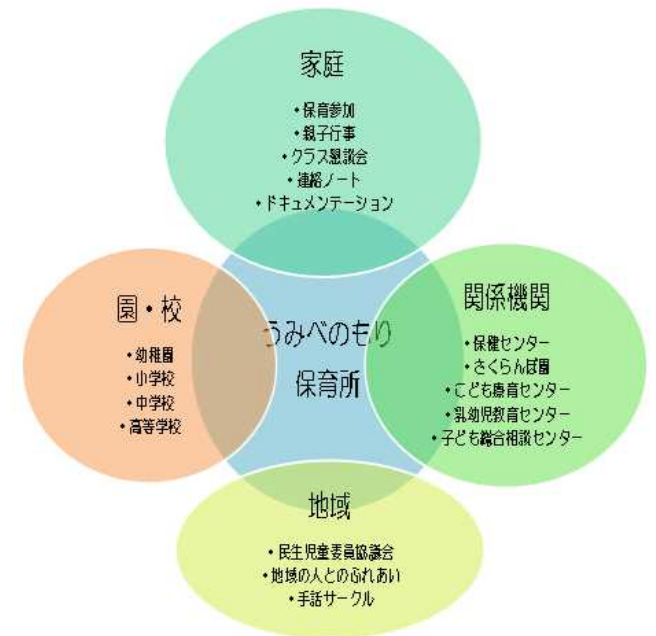 家庭
・保育参加
・親子行事
・クラス懇談会
・連絡ノート
・ドキュメンテーション
園・校
・幼稚園
・小学校
・中学校
・高等学校
うみべのもり
保育所
関係機関
・保健センター
・さくらんぼ園
・こども療育センター
・乳幼児教育センター
・子ども総合相談センター
地域
・民生児童委員協議会
・地域の人とのふれあい
・手話サークル